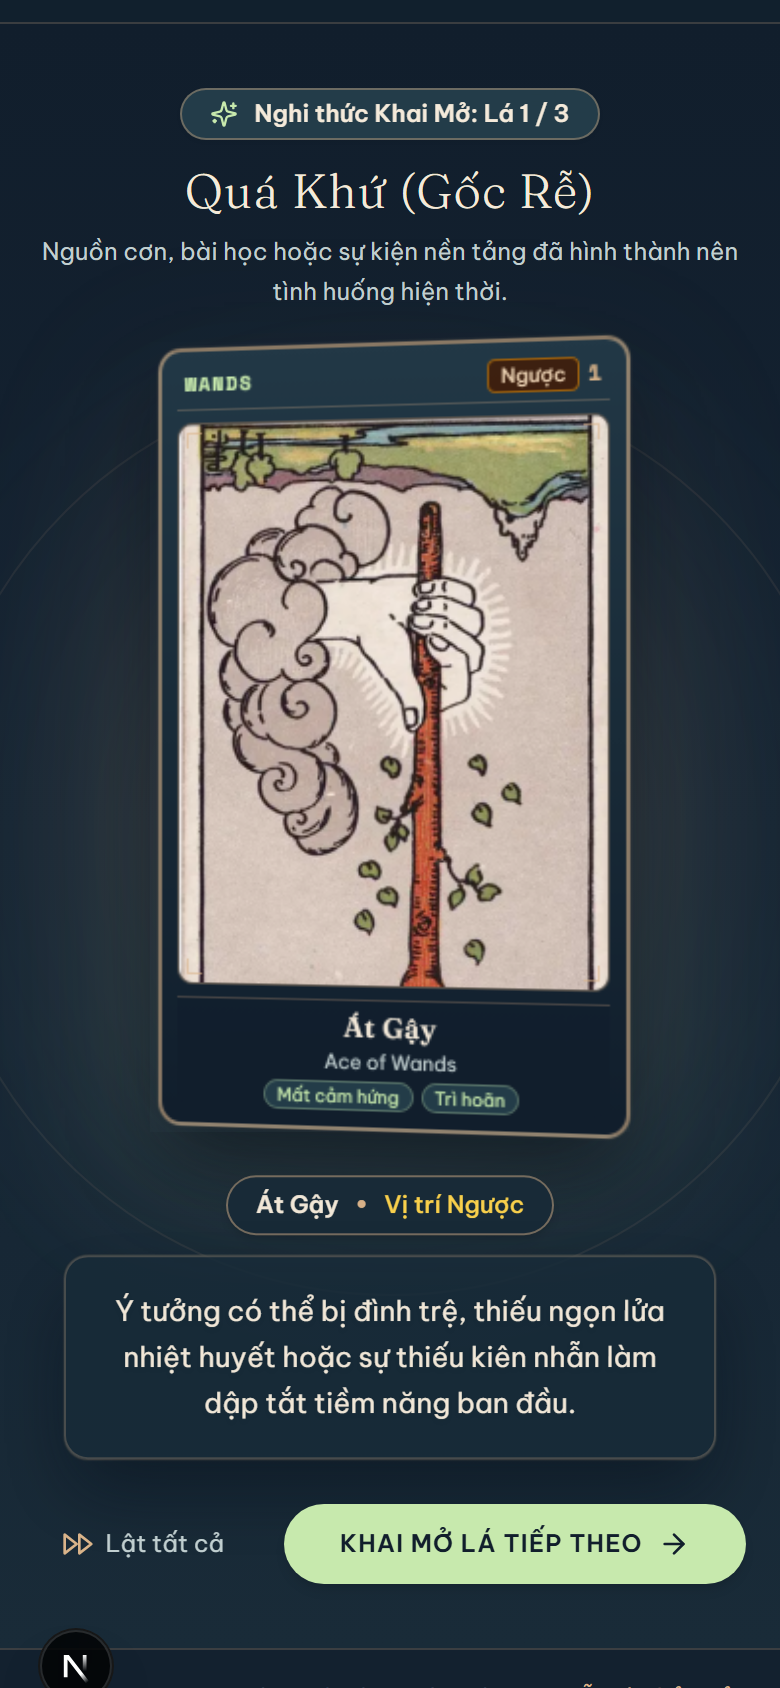 Nghi thức Khai Mở: Lá 1 / 3
Quá Khứ (Gốc Rễ)
Nguồn cơn, bài học hoặc sự kiện nền tảng đã hình thành nên
tình huống hiện thời.
WANDS
Ngược 1
Át Gậy
Ace of Wands
Mất cảm hứng Trì hoãn
Át Gậy • Vị trí Ngược
Ý tưởng có thể bị đình trệ, thiếu ngọn lửa
nhiệt huyết hoặc sự thiếu kiên nhẫn làm
dập tắt tiềm năng ban đầu.
Lật tất cả
KHAI MỞ LÁ TIẾP THEO →
N